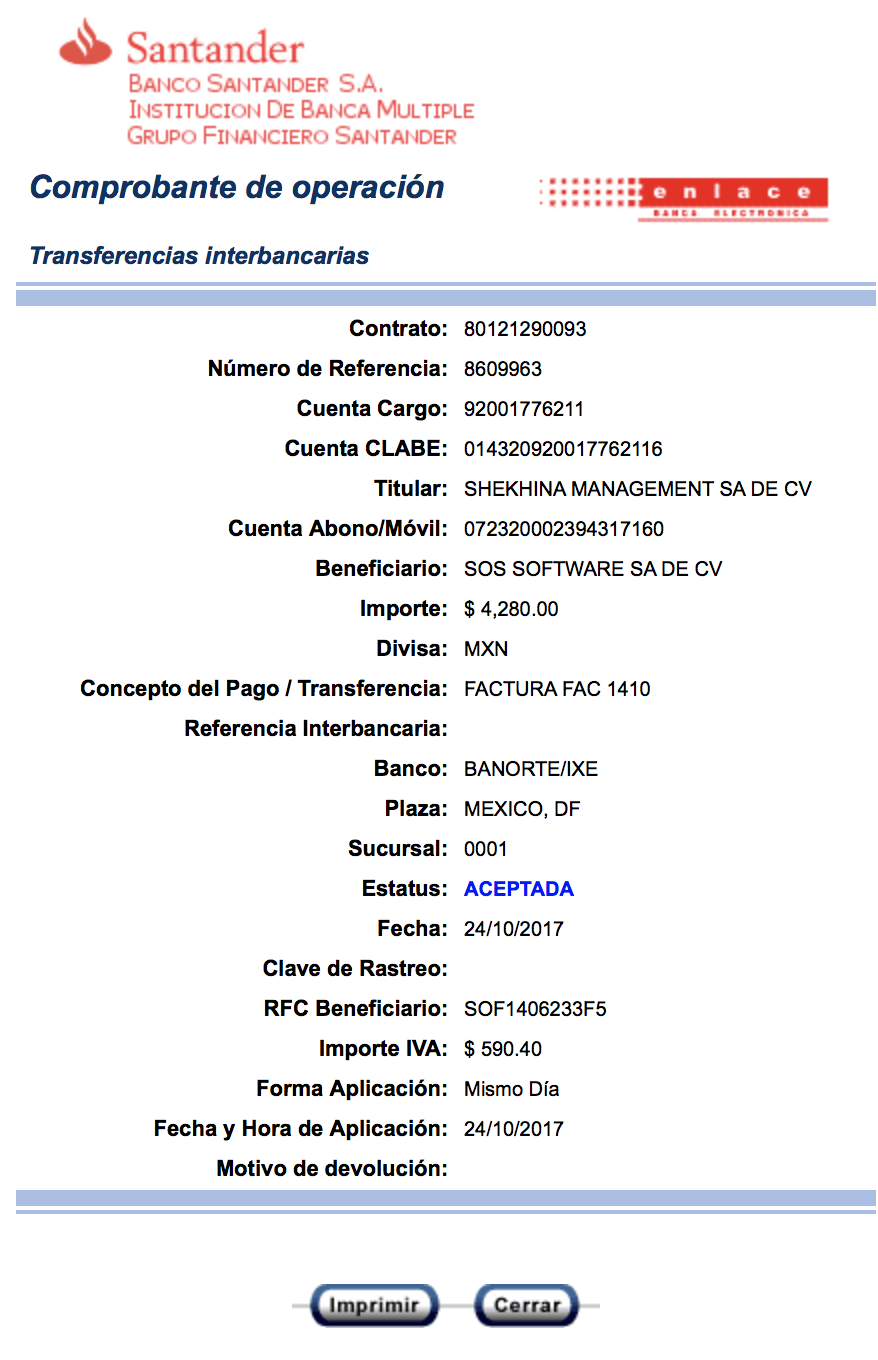 Santander
BANCO SANTANDER S.A.
INSTITUCION DE BANCA MULTIPLE
GRUPO FINANCIERO SANTANDER
Comprobante de operación
enlace
BANCA ELECTRONICA
Transferencias interbancarias
Contrato: 80121290093
Número de Referencia: 8609963
Cuenta Cargo: 92001776211
Cuenta CLABE: 014320920017762116
Titular: SHEKHINA MANAGEMENT SA DE CV
Cuenta Abono/Móvil: 072320002394317160
Beneficiario: SOS SOFTWARE SA DE CV
Importe: $ 4,280.00
Divisa: MXN
Concepto del Pago / Transferencia: FACTURA FAC 1410
Referencia Interbancaria:
Banco: BANORTE/IXE
Plaza: MEXICO, DF
Sucursal: 0001
Estatus: ACEPTADA
Fecha: 24/10/2017
Clave de Rastreo:
RFC Beneficiario: SOF1406233F5
Importe IVA: $ 590.40
Forma Aplicación: Mismo Día
Fecha y Hora de Aplicación: 24/10/2017
Motivo de devolución:
Imprimir Cerrar